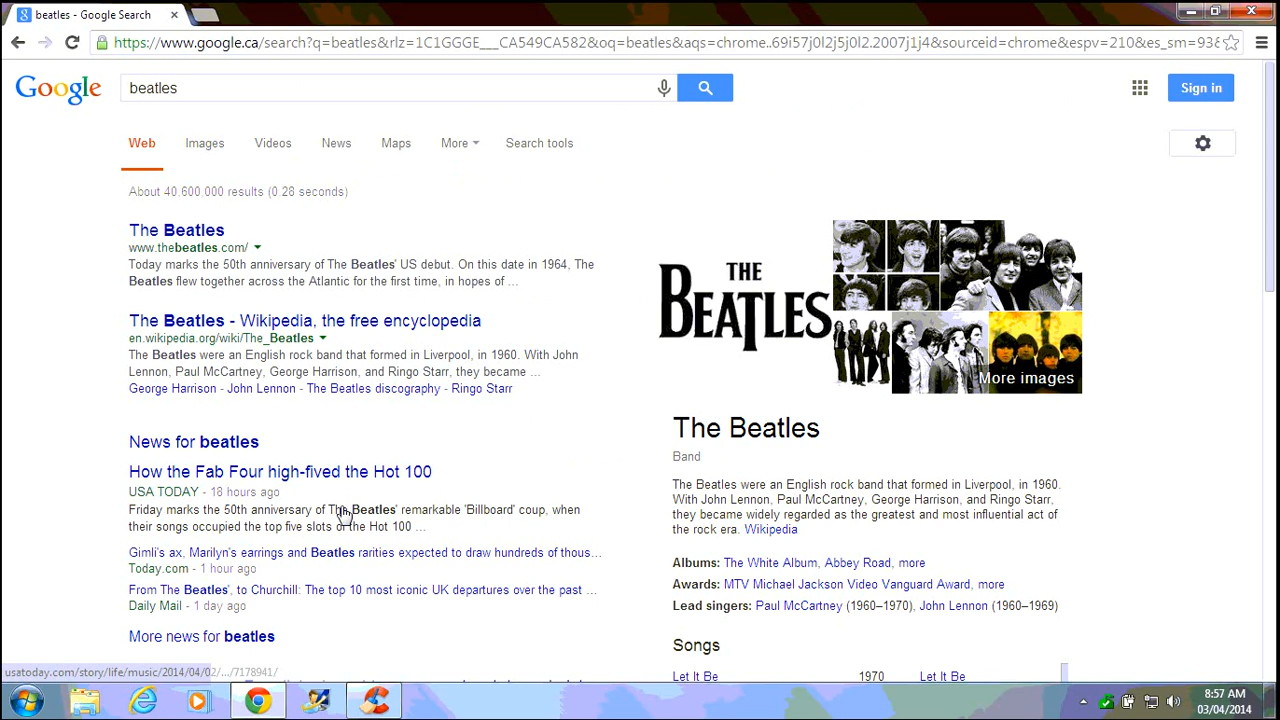 beatles - Google Search
https://www.google.ca/search?q=beatles&rlz=1C1GGGE___CA549CA582&oq=beatles&aqs=chrome..69i57j0l2j5j0l2.2007j1j4&sourceid=chrome&espv=210&es_sm=93&
Google
beatles
Sign in
Web Images Videos News Maps More Search tools
About 40,600,000 results (0.28 seconds)
The Beatles
www.thebeatles.com/
Today marks the 50th anniversary of The Beatles' US debut. On this date in 1964, The
Beatles flew together across the Atlantic for the first time, in hopes of ...
The Beatles - Wikipedia, the free encyclopedia
en.wikipedia.org/wiki/The_Beatles
The Beatles were an English rock band that formed in Liverpool, in 1960. With John
Lennon, Paul McCartney, George Harrison, and Ringo Starr, they became ...
George Harrison - John Lennon - The Beatles discography - Ringo Starr
News for beatles
How the Fab Four high-fived the Hot 100
USA TODAY - 18 hours ago
Friday marks the 50th anniversary of The Beatles' remarkable 'Billboard' coup, when
their songs occupied the top five slots on the Hot 100 ...
Gimli's ax, Marilyn's earrings and Beatles rarities expected to draw hundreds of thous...
Today.com - 1 hour ago
From The Beatles', to Churchill: The top 10 most iconic UK departures over the past ...
Daily Mail - 1 day ago
More news for beatles
THE
BEATLES
More images
The Beatles
Band
The Beatles were an English rock band that formed in Liverpool, in 1960.
With John Lennon, Paul McCartney, George Harrison, and Ringo Starr,
they became widely regarded as the greatest and most influential act of
the rock era. Wikipedia
Albums: The White Album, Abbey Road, more
Awards: MTV Michael Jackson Video Vanguard Award, more
Lead singers: Paul McCartney (1960–1970), John Lennon (1960–1969)
Songs
Let It Be 1970 Let It Be
usatoday.com/story/life/music/2014/04/02/.../7178941/
8:57 AM
03/04/2014